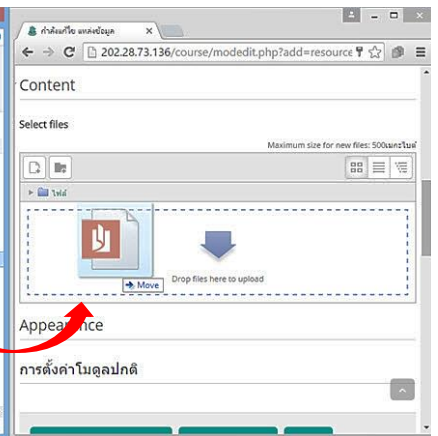 กำลังแก้ไข แหล่งข้อมูล
202.28.73.136/course/modedit.php?add=resource
Content
Select files
Maximum size for new files: 500เมกะไบต์
ไฟล์
Move
Drop files here to upload
Appearance
การตั้งค่าโมดูลปกติ